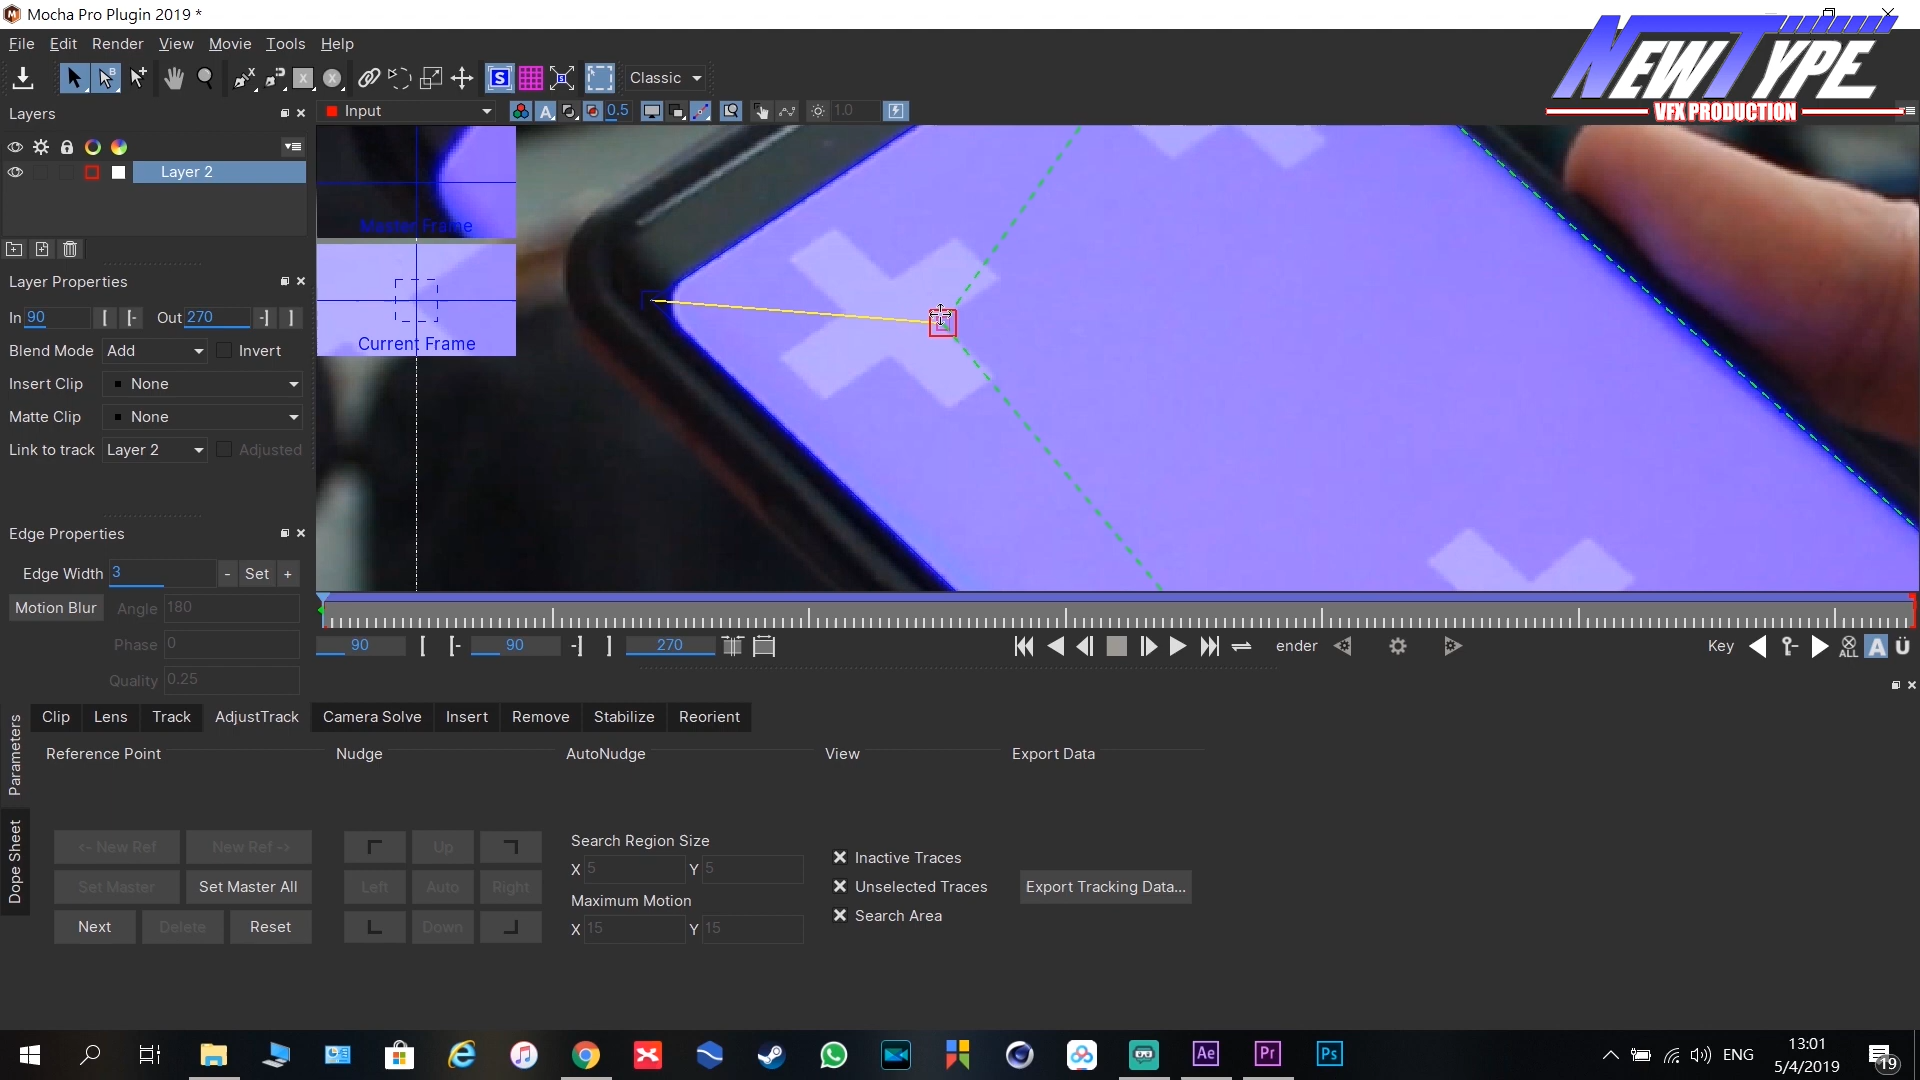 Mocha Pro Plugin 2019 *
File Edit Render View Movie Tools Help
S Classic
NEWTYPE
VFX PRODUCTION
Layers
Input
A 0.5 1.0
Layer 2
Master Frame
Current Frame
Layer Properties
In 90 [ [- Out 270 -] ]
Blend Mode Add Invert
Insert Clip None
Matte Clip None
Link to track Layer 2 Adjusted
Edge Properties
Edge Width 3 - Set +
Motion Blur Angle 180
Phase 0
Quality 0.25
90 [ [- 90 -] ] 270 ender Key ALL A Ü
Parameters
Dope Sheet
Clip Lens Track AdjustTrack Camera Solve Insert Remove Stabilize Reorient
Reference Point Nudge AutoNudge View Export Data
<- New Ref New Ref ->
Set Master Set Master All
Next Delete Reset
Up
Left Auto Right
Down
Search Region Size
X 5 Y 5
Maximum Motion
X 15 Y 15
Inactive Traces
Unselected Traces
Search Area
Export Tracking Data...
Ae Pr Ps
ENG
13:01
5/4/2019
19